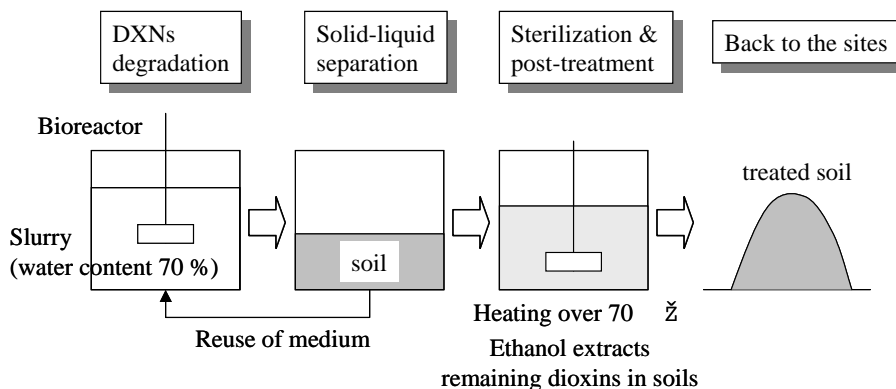 DXNs
degradation
Solid-liquid
separation
Sterilization &
post-treatment
Back to the sites
Bioreactor
treated soil
Slurry
(water content 70 %)
soil
Reuse of medium
Heating over 70 Ž
Ethanol extracts
remaining dioxins in soils